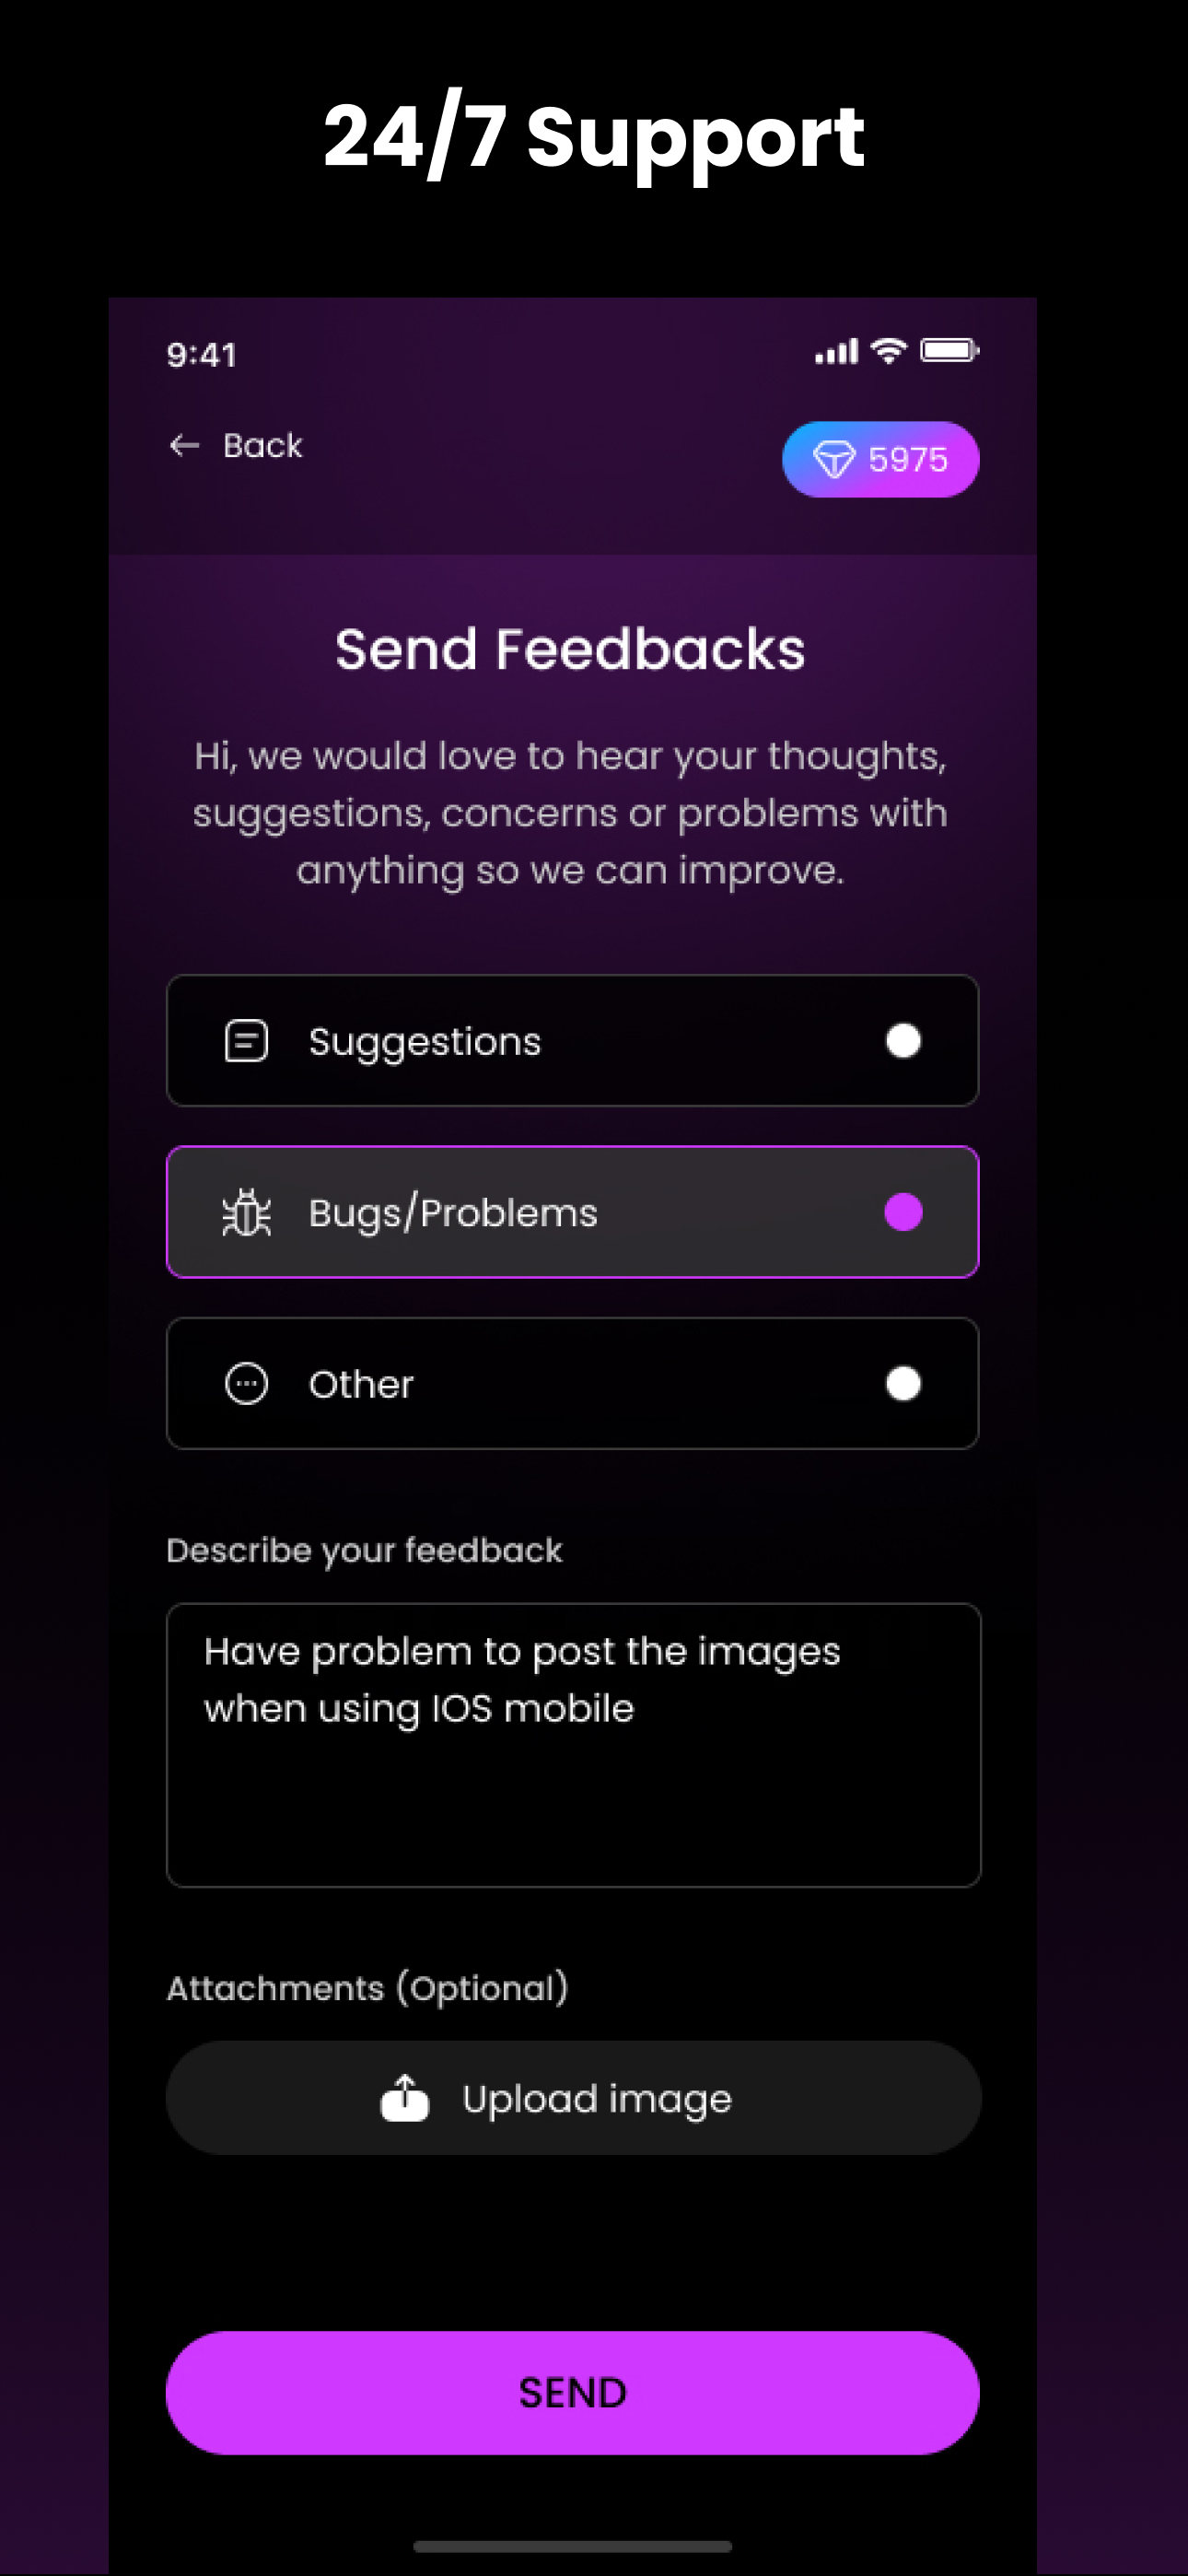 24/7 Support
9:41
Back
5975
Send Feedbacks
Hi, we would love to hear your thoughts,
suggestions, concerns or problems with
anything so we can improve.
Suggestions
Bugs/Problems
Other
Describe your feedback
Have problem to post the images
when using IOS mobile
Attachments (Optional)
Upload image
SEND